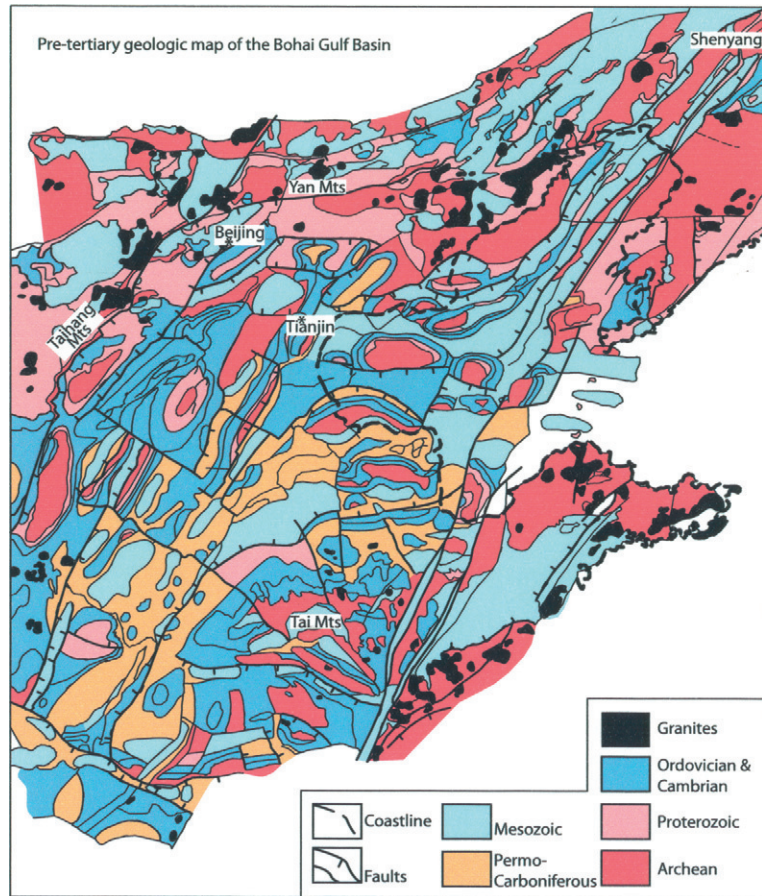 Pre-tertiary geologic map of the Bohai Gulf Basin
Shenyang
Yan Mts
Beijing
Taihang
Mts
Tianjin
Tai Mts
Granites
Ordovician &
Cambrian
Coastline
Mesozoic
Proterozoic
Faults
Permo-
Carboniferous
Archean